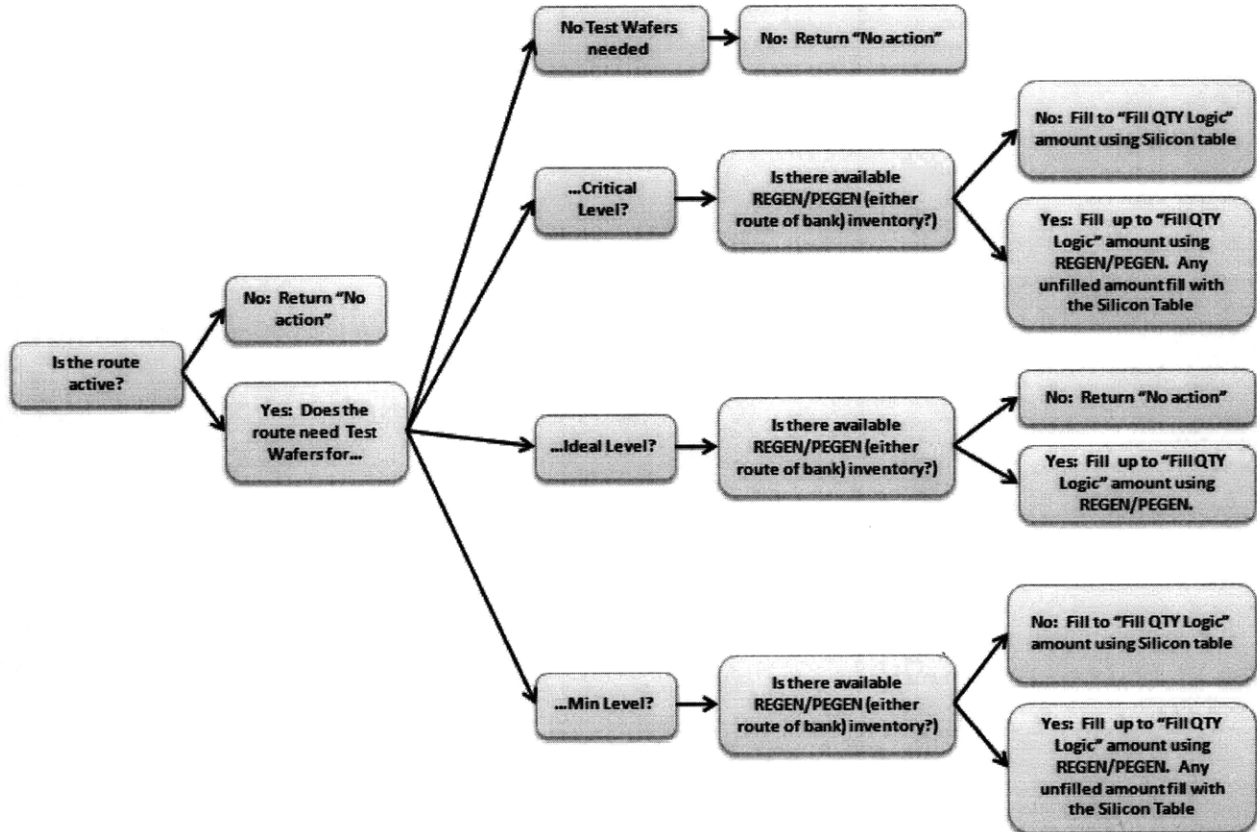 Is the route
active?
No: Return “No
action”
Yes: Does the
route need Test
Wafers for...
No Test Wafers
needed
No: Return “No action”
...Critical
Level?
Is there available
REGEN/PEGEN (either
route of bank) inventory?)
No: Fill to “Fill QTY Logic”
amount using Silicon table
Yes: Fill up to “Fill QTY
Logic” amount using
REGEN/PEGEN. Any
unfilled amount fill with
the Silicon Table
...Ideal Level?
Is there available
REGEN/PEGEN (either
route of bank) inventory?)
No: Return “No action”
Yes: Fill up to “Fill QTY
Logic” amount using
REGEN/PEGEN.
...Min Level?
Is there available
REGEN/PEGEN (either
route of bank) inventory?)
No: Fill to “Fill QTY Logic”
amount using Silicon table
Yes: Fill up to “Fill QTY
Logic” amount using
REGEN/PEGEN. Any
unfilled amount fill with
the Silicon Table